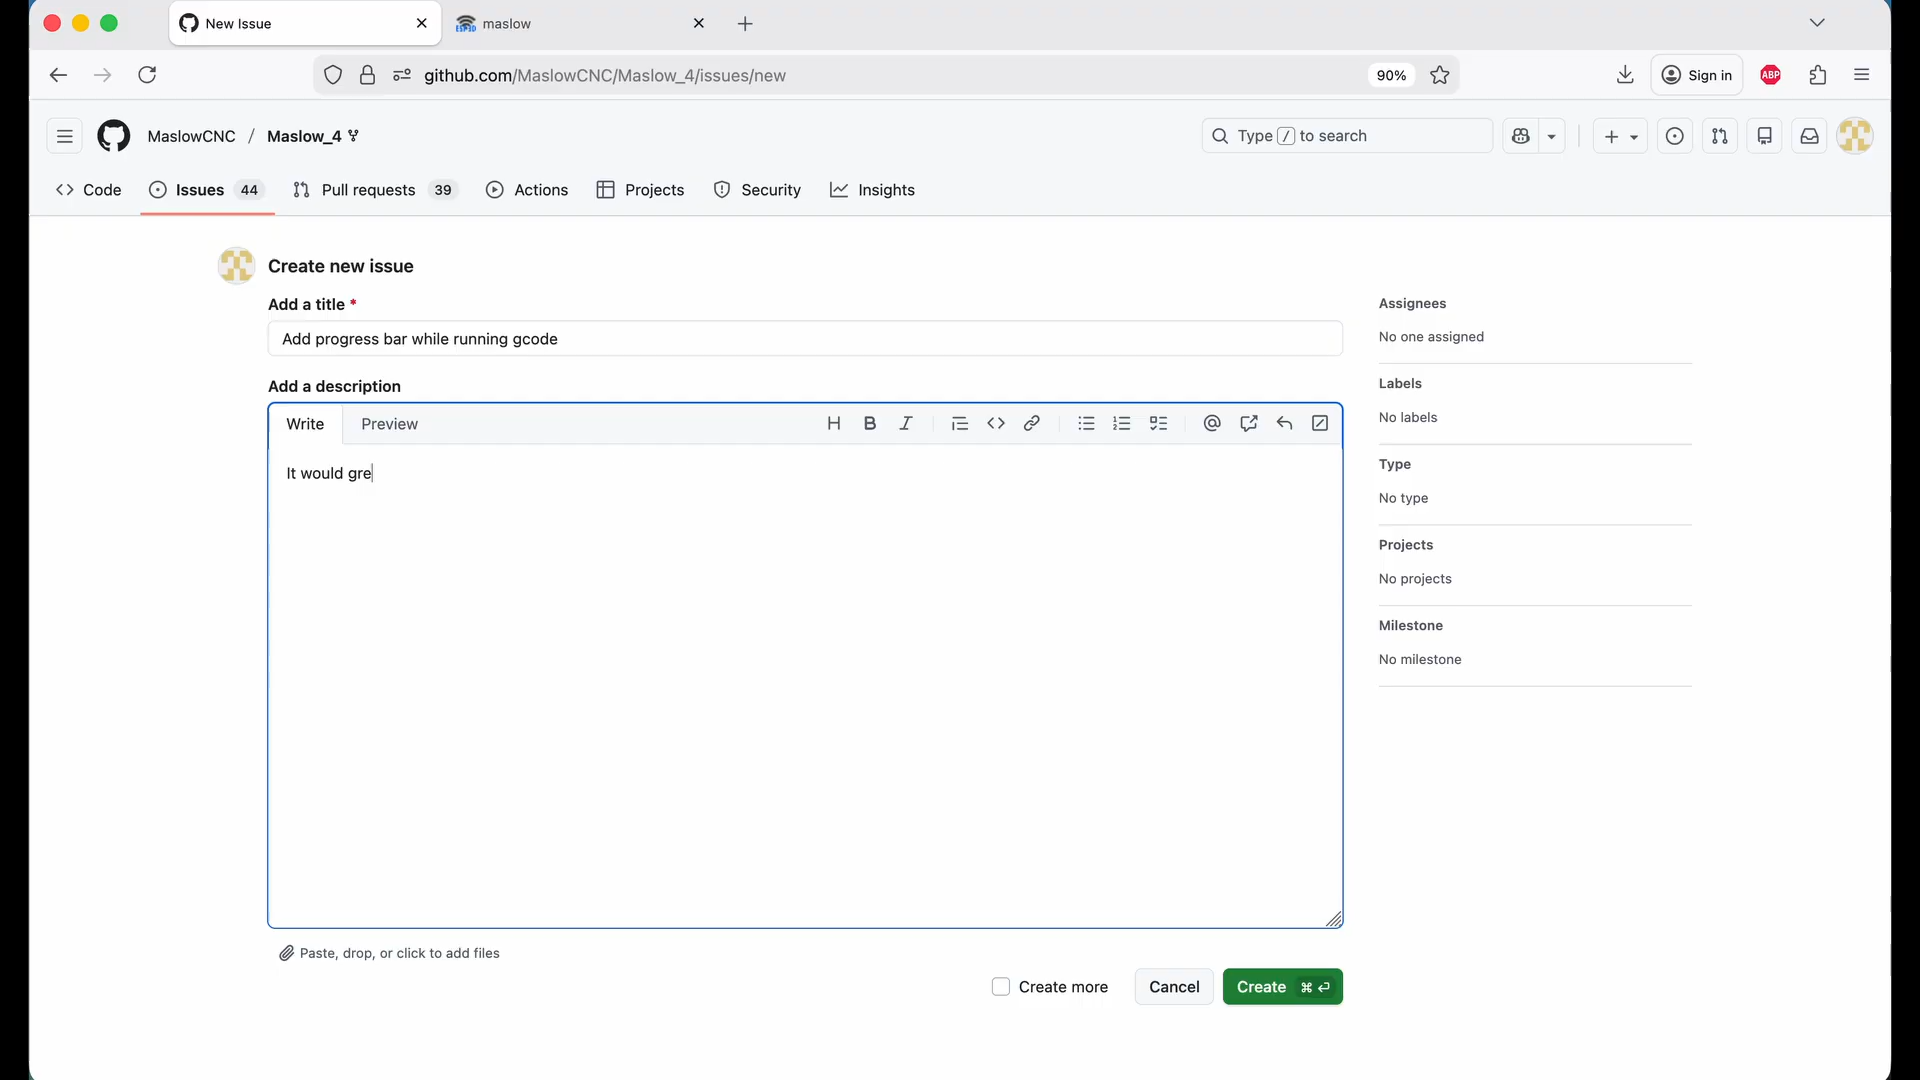 New Issue
maslow
github.com/MaslowCNC/Maslow_4/issues/new
90%
Sign in
ABP
MaslowCNC / Maslow_4
Type / to search
Code
Issues 44
Pull requests 39
Actions
Projects
Security
Insights
Create new issue
Add a title *
Add progress bar while running gcode
Add a description
Write
Preview
It would gre
Paste, drop, or click to add files
Create more
Cancel
Create ⌘ ⏎
Assignees
No one assigned
Labels
No labels
Type
No type
Projects
No projects
Milestone
No milestone